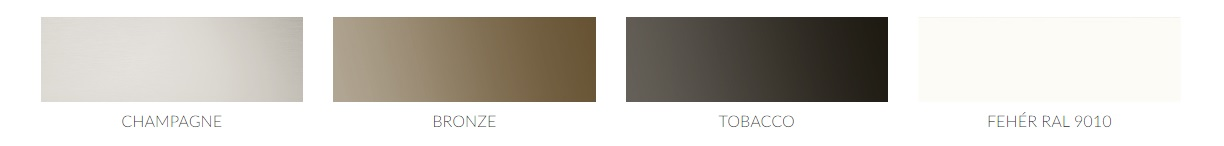 CHAMPAGNE
BRONZE
TOBACCO
FEHÉR RAL 9010